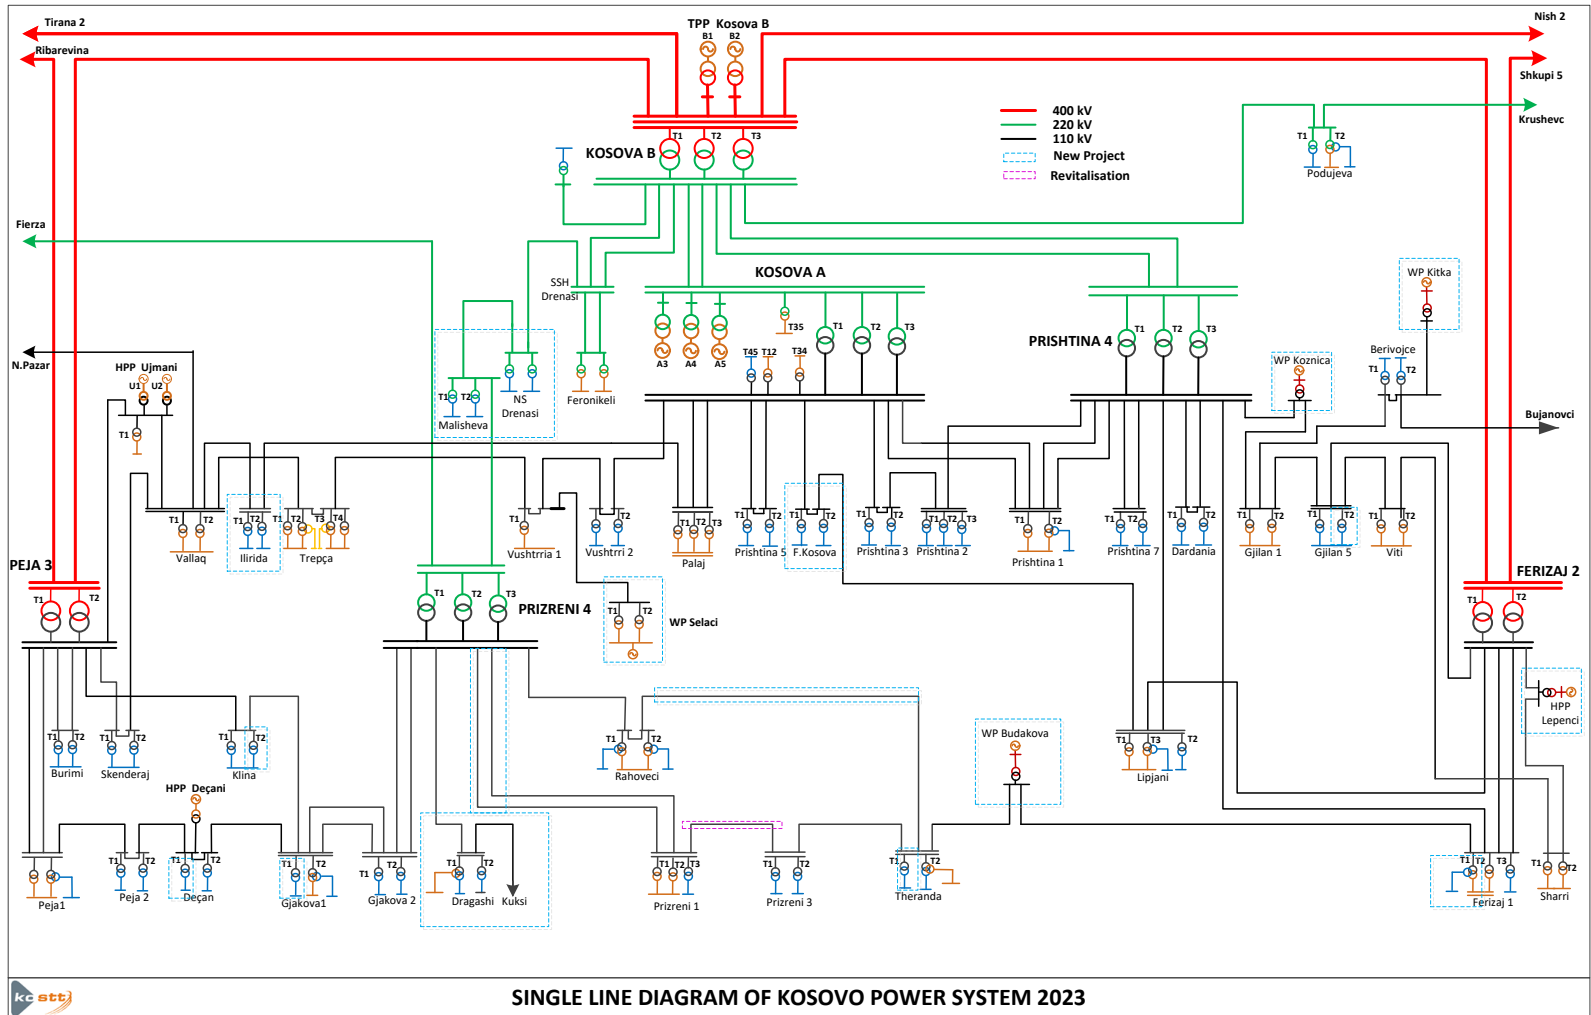 Tirana 2
TPP Kosova B
Nish 2
B1
B2
Ribarevina
Shkupi 5
400 kV
220 kV
110 kV
New Project
Revitalisation
Krushevc
T1
T2
T3
KOSOVA B
T1
T2
Podujeva
Fierza
SSH
Drenasi
KOSOVA A
WP Kitka
T35
T1
T2
T3
A3
A4
A5
T1
T2
T3
PRISHTINA 4
N.Pazar
HPP Ujmani
U1
U2
T1
T45
T12
T34
WP Koznica
Berivojce
T1
T2
T1
T2
Malisheva
NS
Drenasi
Feronikeli
Bujanovci
T1
T2
Vallaq
T1
T2
Ilirida
T1
T2
T3
T4
Trepça
T1
Vushtrria 1
T2
Vushtrri 2
T1
T2
T3
Palaj
T1
T2
Prishtina 5
T1
T2
F.Kosova
T1
T2
Prishtina 3
T1
T2
T3
Prishtina 2
T1
T2
Prishtina 1
T1
T2
Prishtina 7
T1
T2
Dardania
T1
T2
Gjilan 1
T1
T2
Gjilan 5
T1
T2
Viti
PEJA 3
T1
T2
T1
T2
T3
PRIZRENI 4
T1
T2
WP Selaci
FERIZAJ 2
T1
T2
HPP
Lepenci
T1
T2
Burimi
T1
T2
Skenderaj
T1
T2
Klina
T1
T2
Rahoveci
WP Budakova
T1
T3
T2
Lipjani
HPP Deçani
Peja1
T1
T2
Peja 2
T1
T2
Deçan
T1
T2
Gjakova1
T1
T2
Gjakova 2
T1
T2
Dragashi
Kuksi
T1
T2
T3
Prizreni 1
T1
T2
Prizreni 3
T1
T2
Theranda
T1
T2
T3
Ferizaj 1
T1
T2
Sharri
kostt
SINGLE LINE DIAGRAM OF KOSOVO POWER SYSTEM 2023